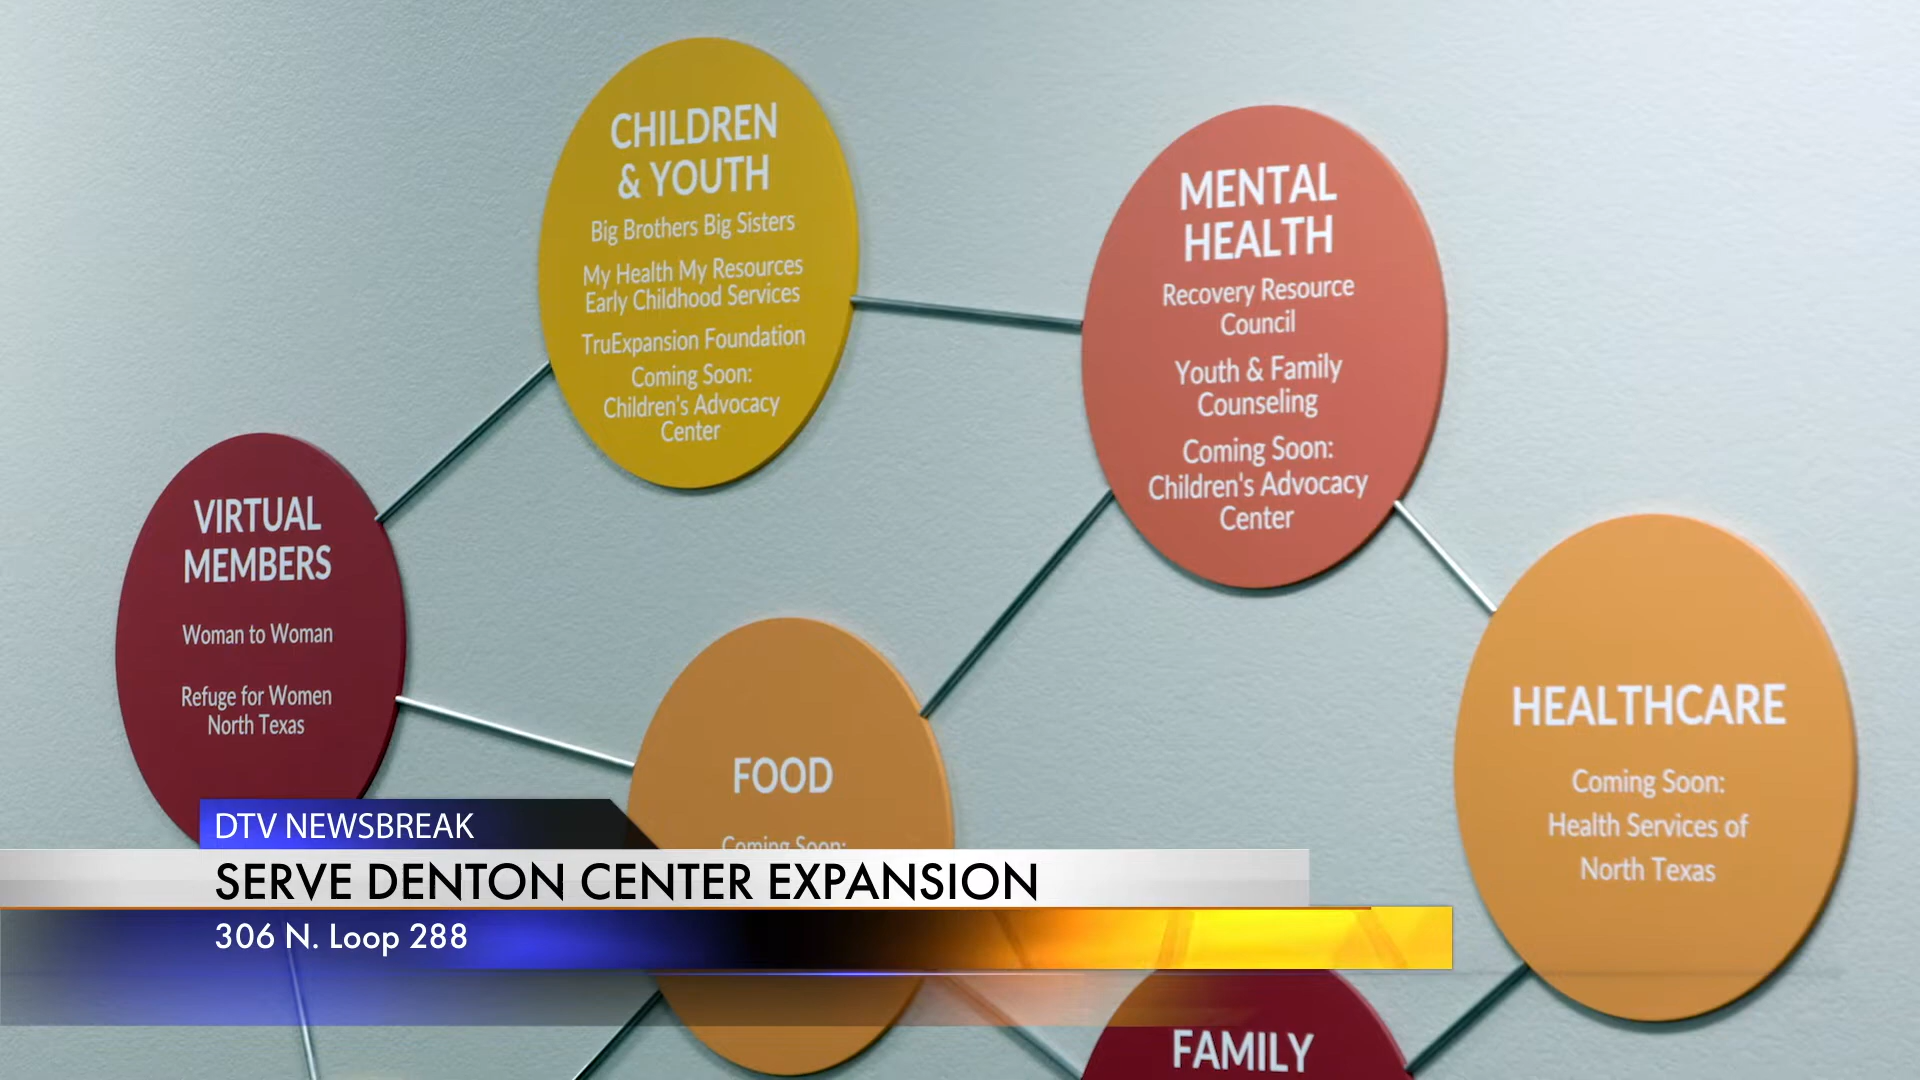 CHILDREN
& YOUTH
Big Brothers Big Sisters
My Health My Resources
Early Childhood Services
TruExpansion Foundation
Coming Soon:
Children's Advocacy
Center
MENTAL
HEALTH
Recovery Resource
Council
Youth & Family
Counseling
Coming Soon:
Children's Advocacy
Center
VIRTUAL
MEMBERS
Woman to Woman
Refuge for Women
North Texas
FOOD
Coming Soon:
HEALTHCARE
Coming Soon:
Health Services of
North Texas
FAMILY
DTV NEWSBREAK
SERVE DENTON CENTER EXPANSION
306 N. Loop 288